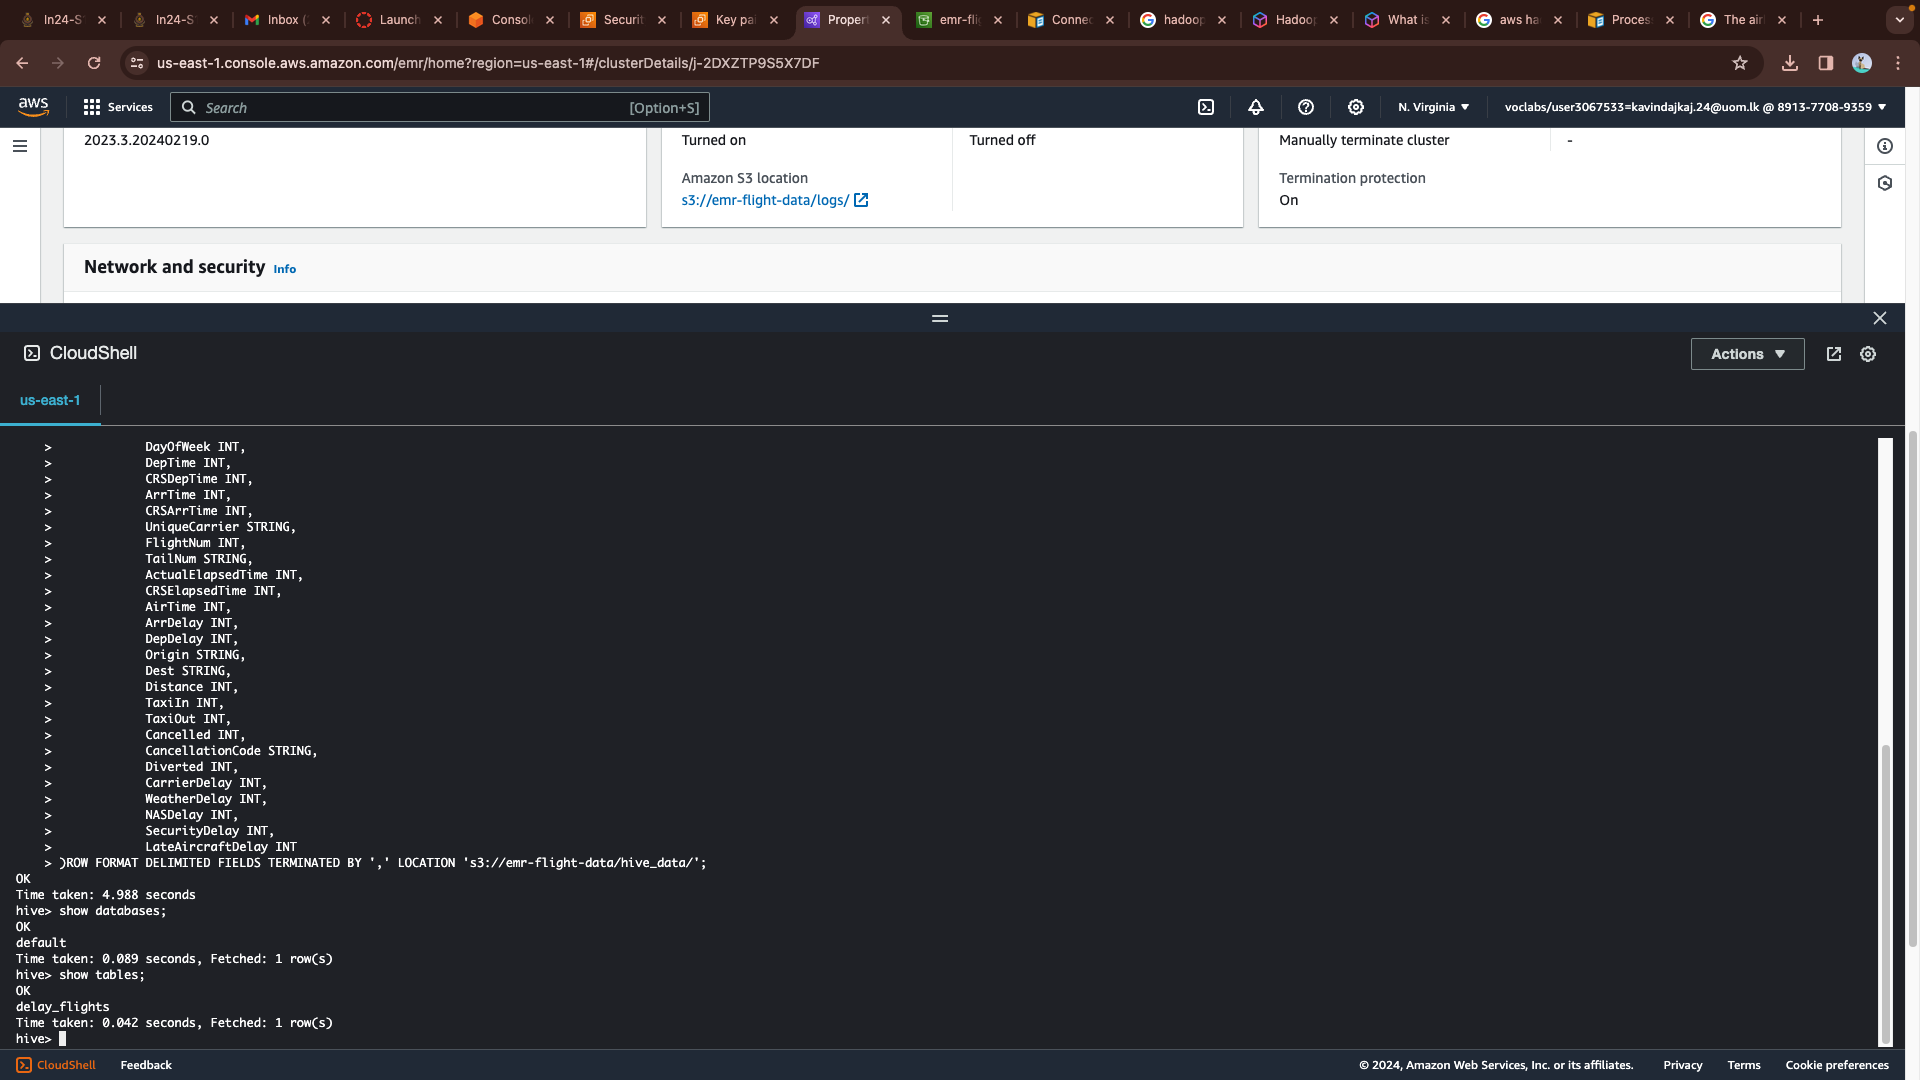 In24-S
In24-S
Inbox (
Launch
Consol
Securit
Key pai
Propert
emr-flig
Connec
hadoop
Hadoop
What is
aws ha
Process
The air
us-east-1.console.aws.amazon.com/emr/home?region=us-east-1#/clusterDetails/j-2DXZTP9S5X7DF
aws
Services
Search
[Option+S]
N. Virginia
voclabs/user3067533=kavindajkaj.24@uom.lk @ 8913-7708-9359
2023.3.20240219.0
Turned on
Turned off
Manually terminate cluster
-
Amazon S3 location
Termination protection
s3://emr-flight-data/logs/
On
Network and security Info
CloudShell
Actions
us-east-1
> DayOfWeek INT,
> DepTime INT,
> CRSDepTime INT,
> ArrTime INT,
> CRSArrTime INT,
> UniqueCarrier STRING,
> FlightNum INT,
> TailNum STRING,
> ActualElapsedTime INT,
> CRSElapsedTime INT,
> AirTime INT,
> ArrDelay INT,
> DepDelay INT,
> Origin STRING,
> Dest STRING,
> Distance INT,
> TaxiIn INT,
> TaxiOut INT,
> Cancelled INT,
> CancellationCode STRING,
> Diverted INT,
> CarrierDelay INT,
> WeatherDelay INT,
> NASDelay INT,
> SecurityDelay INT,
> LateAircraftDelay INT
> )ROW FORMAT DELIMITED FIELDS TERMINATED BY ',' LOCATION 's3://emr-flight-data/hive_data/';
OK
Time taken: 4.988 seconds
hive> show databases;
OK
default
Time taken: 0.089 seconds, Fetched: 1 row(s)
hive> show tables;
OK
delay_flights
Time taken: 0.042 seconds, Fetched: 1 row(s)
hive>
CloudShell
Feedback
© 2024, Amazon Web Services, Inc. or its affiliates.
Privacy
Terms
Cookie preferences